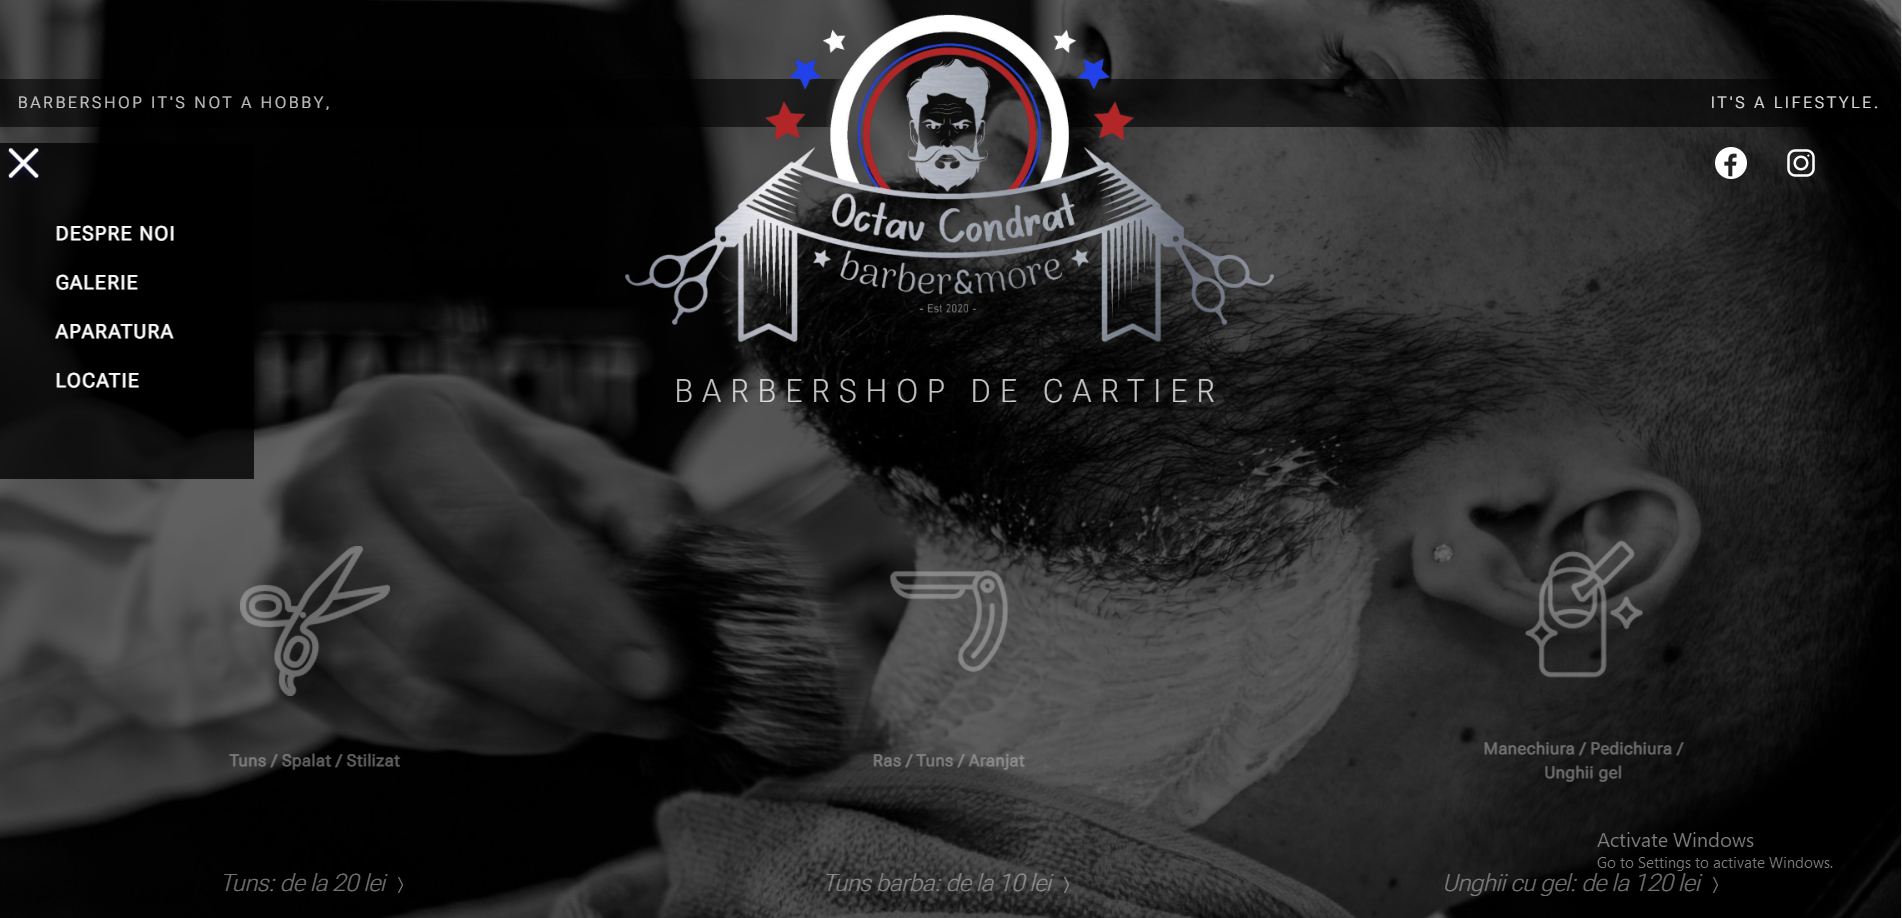 BARBERSHOP IT'S NOT A HOBBY,
IT'S A LIFESTYLE.
DESPRE NOI
GALERIE
APARATURA
LOCATIE
Octav Condrat
barber&more
- Est 2020 -
BARBERSHOP DE CARTIER
Tuns / Spalat / Stilizat
Ras / Tuns / Aranjat
Manechiura / Pedichiura /
Unghii gel
Activate Windows
Go to Settings to activate Windows.
Tuns: de la 20 lei
Tuns barba: de la 10 lei
Unghii cu gel: de la 120 lei